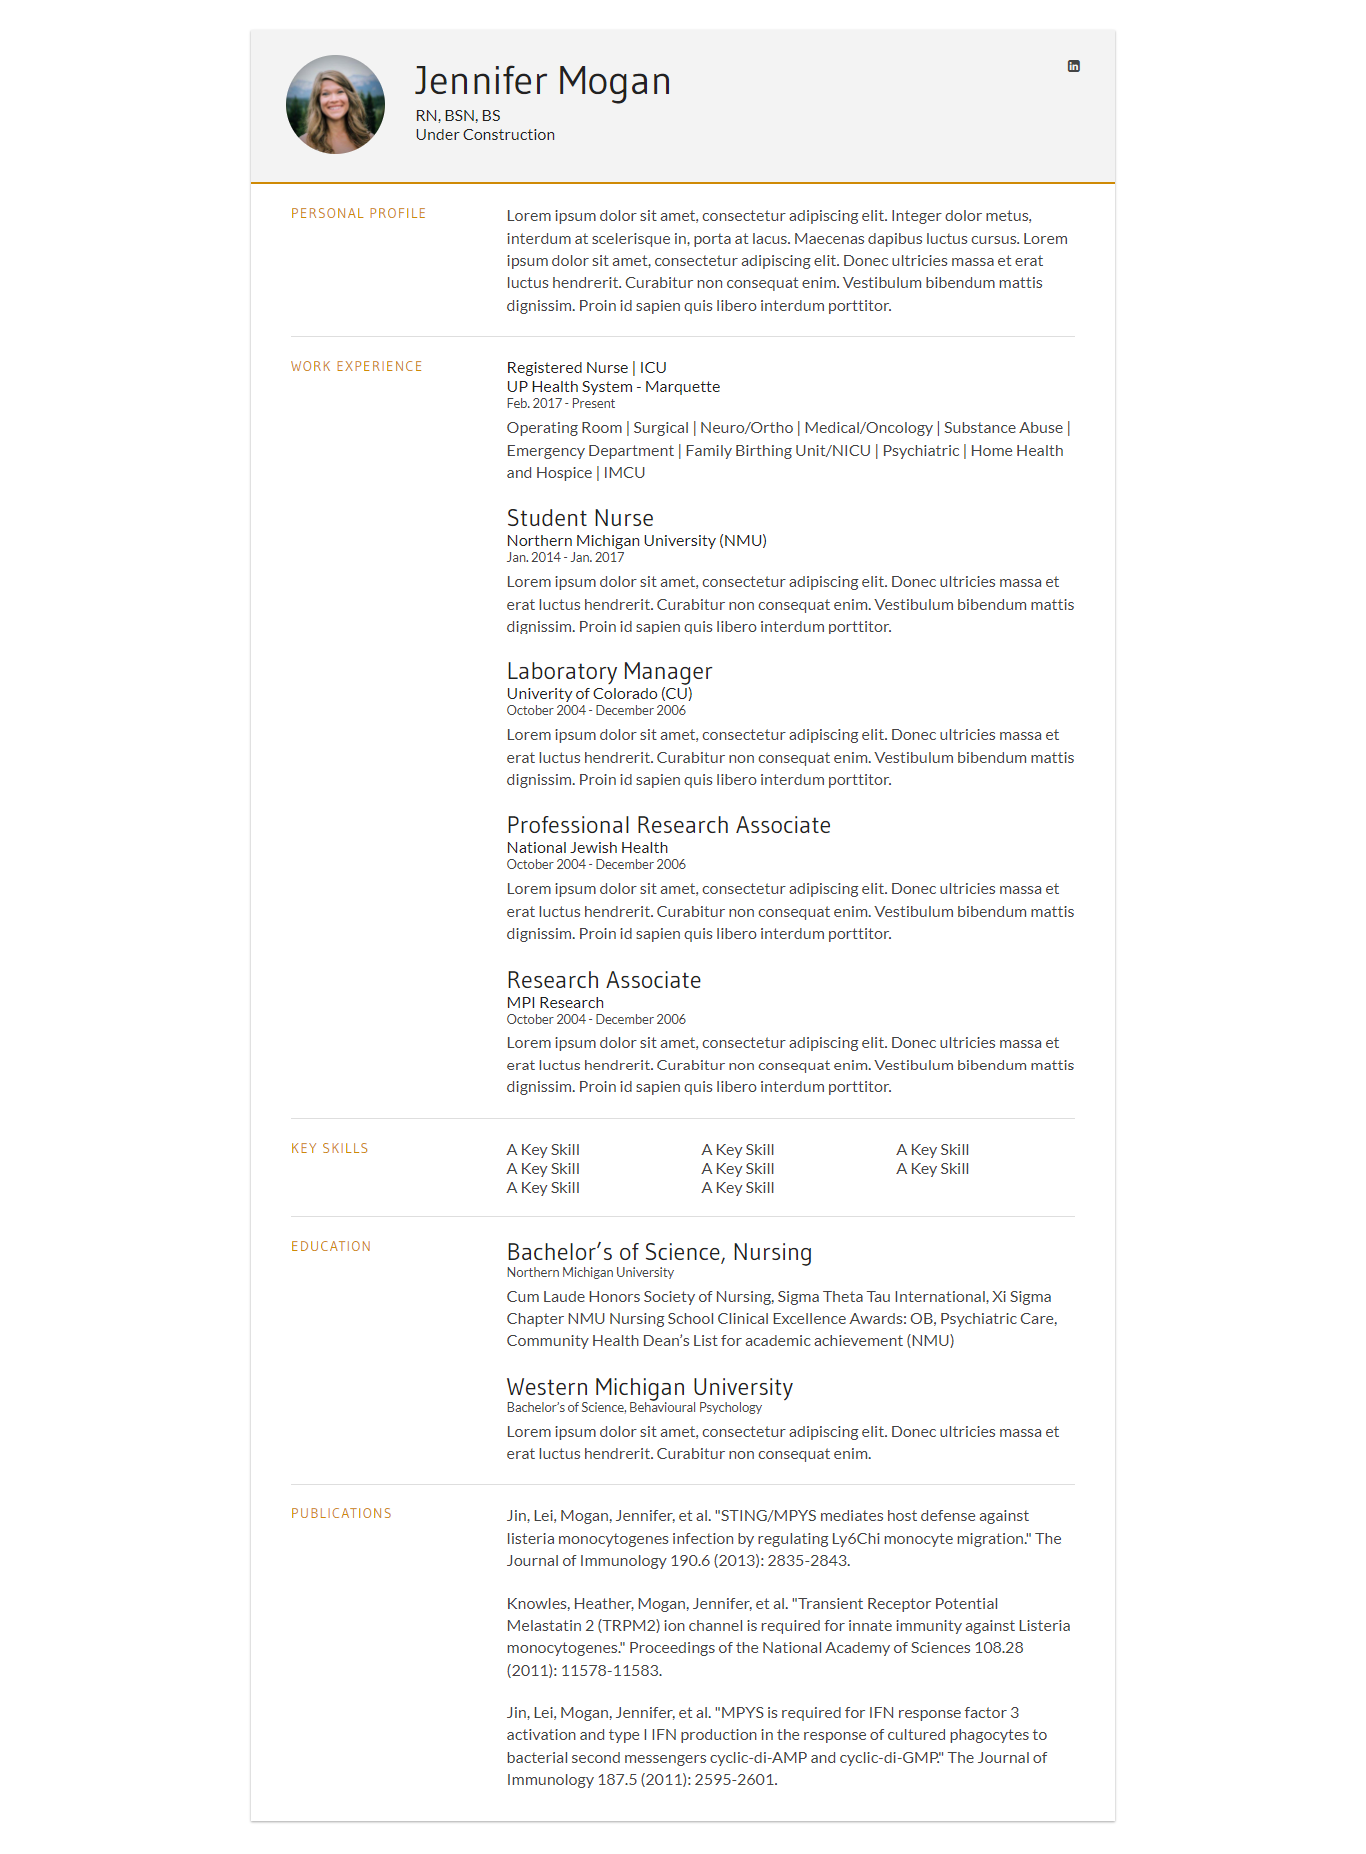 Jennifer Mogan
in
RN, BSN, BS
Under Construction
PERSONAL PROFILE
Lorem ipsum dolor sit amet, consectetur adipiscing elit. Integer dolor metus,
interdum at scelerisque in, porta at lacus. Maecenas dapibus luctus cursus. Lorem
ipsum dolor sit amet, consectetur adipiscing elit. Donec ultricies massa et erat
luctus hendrerit. Curabitur non consequat enim. Vestibulum bibendum mattis
dignissim. Proin id sapien quis libero interdum porttitor.
WORK EXPERIENCE
Registered Nurse | ICU
UP Health System - Marquette
Feb. 2017 - Present
Operating Room | Surgical | Neuro/Ortho | Medical/Oncology | Substance Abuse |
Emergency Department | Family Birthing Unit/NICU | Psychiatric | Home Health
and Hospice | IMCU
Student Nurse
Northern Michigan University (NMU)
Jan. 2014 - Jan. 2017
Lorem ipsum dolor sit amet, consectetur adipiscing elit. Donec ultricies massa et
erat luctus hendrerit. Curabitur non consequat enim. Vestibulum bibendum mattis
dignissim. Proin id sapien quis libero interdum porttitor.
Laboratory Manager
Univerity of Colorado (CU)
October 2004 - December 2006
Lorem ipsum dolor sit amet, consectetur adipiscing elit. Donec ultricies massa et
erat luctus hendrerit. Curabitur non consequat enim. Vestibulum bibendum mattis
dignissim. Proin id sapien quis libero interdum porttitor.
Professional Research Associate
National Jewish Health
October 2004 - December 2006
Lorem ipsum dolor sit amet, consectetur adipiscing elit. Donec ultricies massa et
erat luctus hendrerit. Curabitur non consequat enim. Vestibulum bibendum mattis
dignissim. Proin id sapien quis libero interdum porttitor.
Research Associate
MPI Research
October 2004 - December 2006
Lorem ipsum dolor sit amet, consectetur adipiscing elit. Donec ultricies massa et
erat luctus hendrerit. Curabitur non consequat enim. Vestibulum bibendum mattis
dignissim. Proin id sapien quis libero interdum porttitor.
KEY SKILLS
A Key Skill A Key Skill A Key Skill
A Key Skill A Key Skill A Key Skill
A Key Skill A Key Skill
EDUCATION
Bachelor’s of Science, Nursing
Northern Michigan University
Cum Laude Honors Society of Nursing, Sigma Theta Tau International, Xi Sigma
Chapter NMU Nursing School Clinical Excellence Awards: OB, Psychiatric Care,
Community Health Dean’s List for academic achievement (NMU)
Western Michigan University
Bachelor’s of Science, Behavioural Psychology
Lorem ipsum dolor sit amet, consectetur adipiscing elit. Donec ultricies massa et
erat luctus hendrerit. Curabitur non consequat enim.
PUBLICATIONS
Jin, Lei, Mogan, Jennifer, et al. "STING/MPYS mediates host defense against
listeria monocytogenes infection by regulating Ly6Chi monocyte migration." The
Journal of Immunology 190.6 (2013): 2835-2843.
Knowles, Heather, Mogan, Jennifer, et al. "Transient Receptor Potential
Melastatin 2 (TRPM2) ion channel is required for innate immunity against Listeria
monocytogenes." Proceedings of the National Academy of Sciences 108.28
(2011): 11578-11583.
Jin, Lei, Mogan, Jennifer, et al. "MPYS is required for IFN response factor 3
activation and type I IFN production in the response of cultured phagocytes to
bacterial second messengers cyclic-di-AMP and cyclic-di-GMP." The Journal of
Immunology 187.5 (2011): 2595-2601.